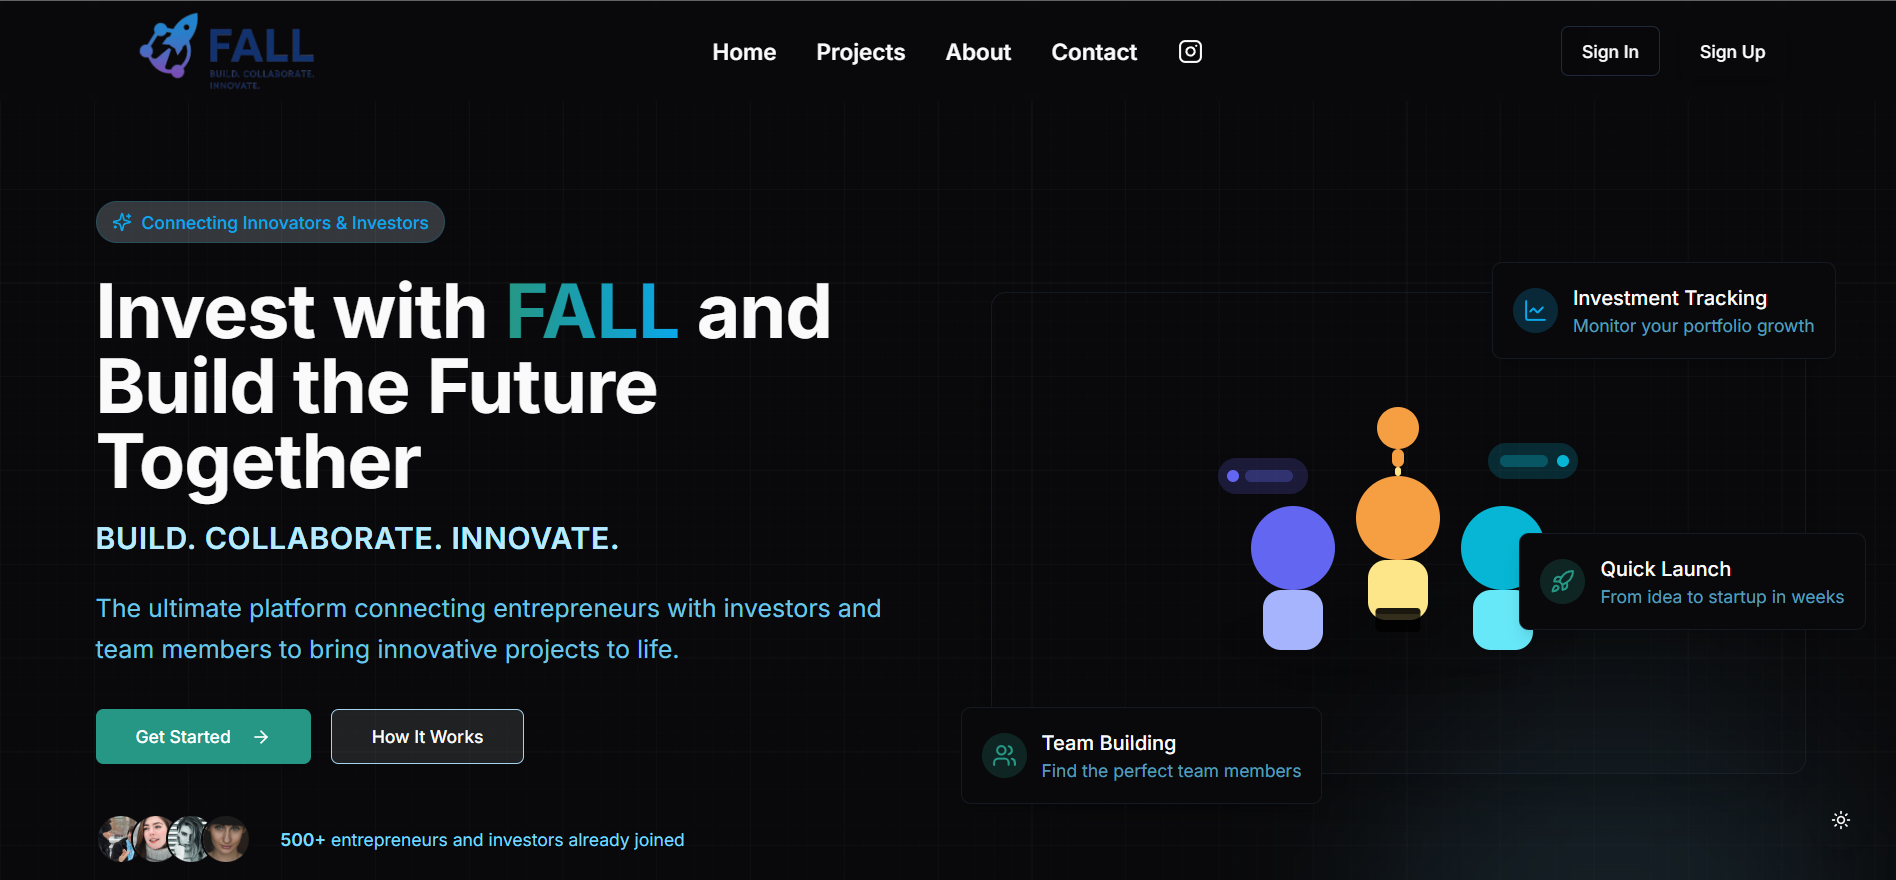 FALL
BUILD. COLLABORATE.
INNOVATE.
Home
Projects
About
Contact
Sign In
Sign Up
Connecting Innovators & Investors
Invest with FALL and
Build the Future
Together
BUILD. COLLABORATE. INNOVATE.
The ultimate platform connecting entrepreneurs with investors and
team members to bring innovative projects to life.
Get Started
How It Works
500+ entrepreneurs and investors already joined
Investment Tracking
Monitor your portfolio growth
Quick Launch
From idea to startup in weeks
Team Building
Find the perfect team members